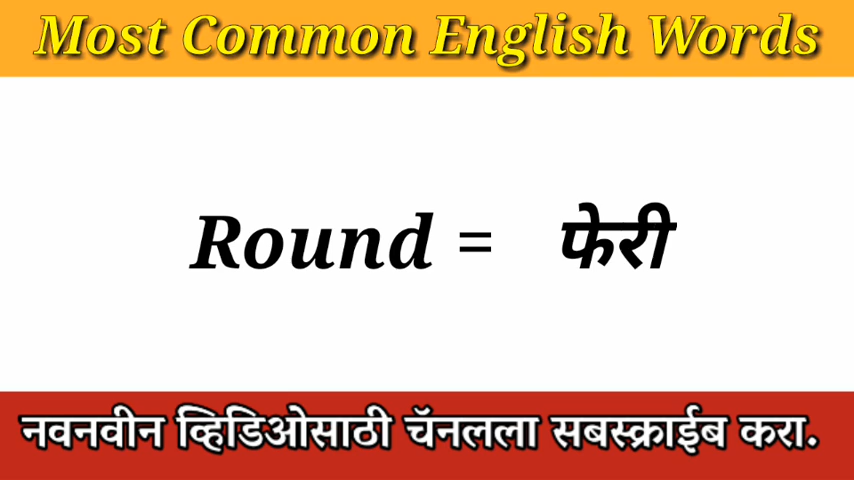 Most Common English Words
Round = फेरी
नवनवीन व्हिडिओसाठी चॅनलला सबस्क्राईब करा.